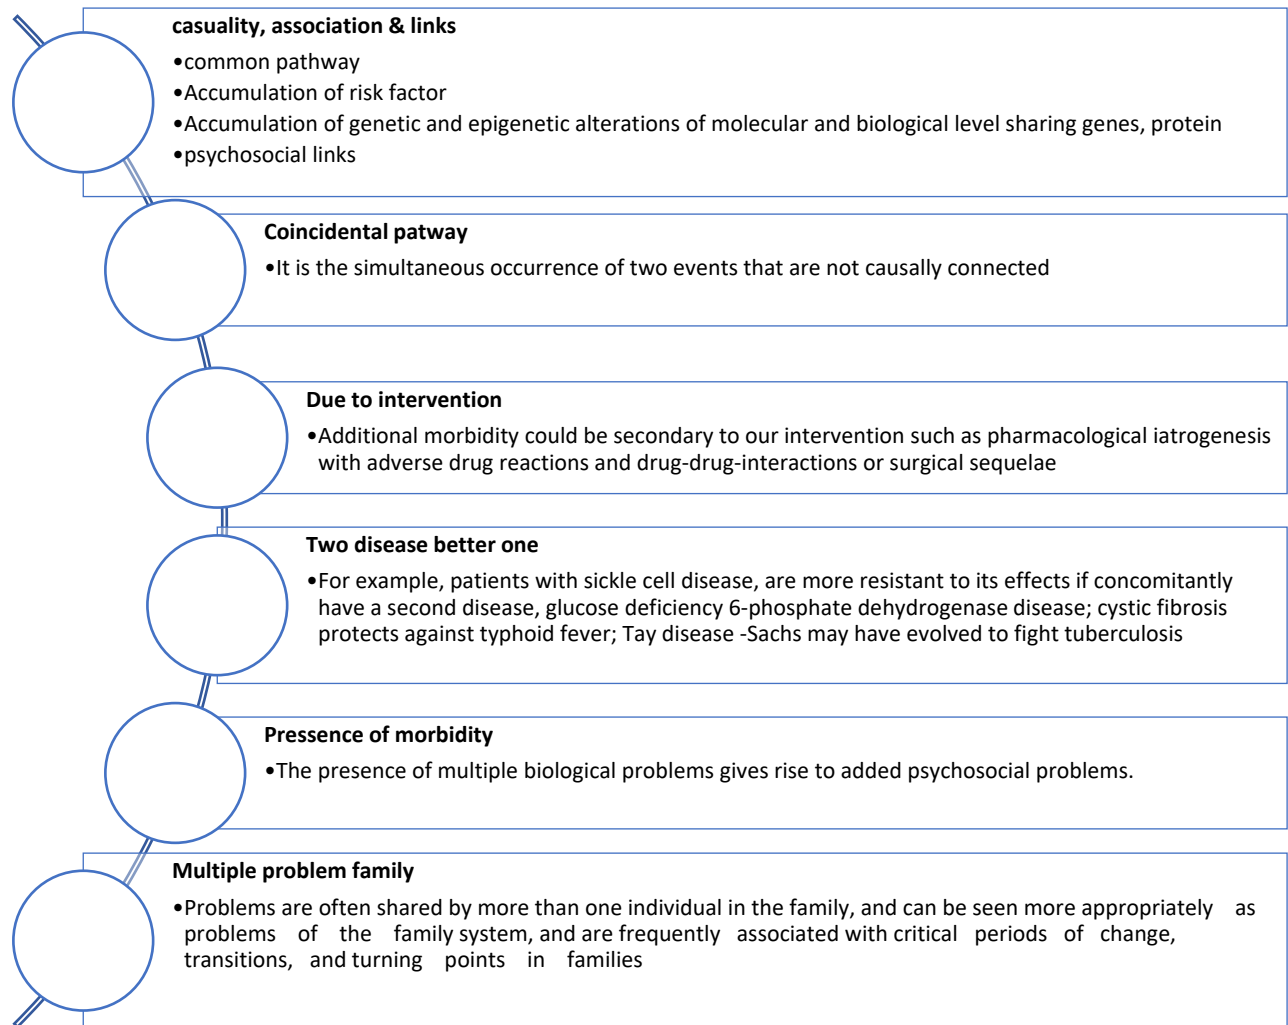 casuality, association & links
•common pathway
•Accumulation of risk factor
•Accumulation of genetic and epigenetic alterations of molecular and biological level sharing genes, protein
•psychosocial links
Coincidental patway
•It is the simultaneous occurrence of two events that are not causally connected
Due to intervention
•Additional morbidity could be secondary to our intervention such as pharmacological iatrogenesis
with adverse drug reactions and drug-drug-interactions or surgical sequelae
Two disease better one
•For example, patients with sickle cell disease, are more resistant to its effects if concomitantly
have a second disease, glucose deficiency 6-phosphate dehydrogenase disease; cystic fibrosis
protects against typhoid fever; Tay disease -Sachs may have evolved to fight tuberculosis
Pressence of morbidity
•The presence of multiple biological problems gives rise to added psychosocial problems.
Multiple problem family
•Problems are often shared by more than one individual in the family, and can be seen more appropriately as
problems of the family system, and are frequently associated with critical periods of change,
transitions, and turning points in families